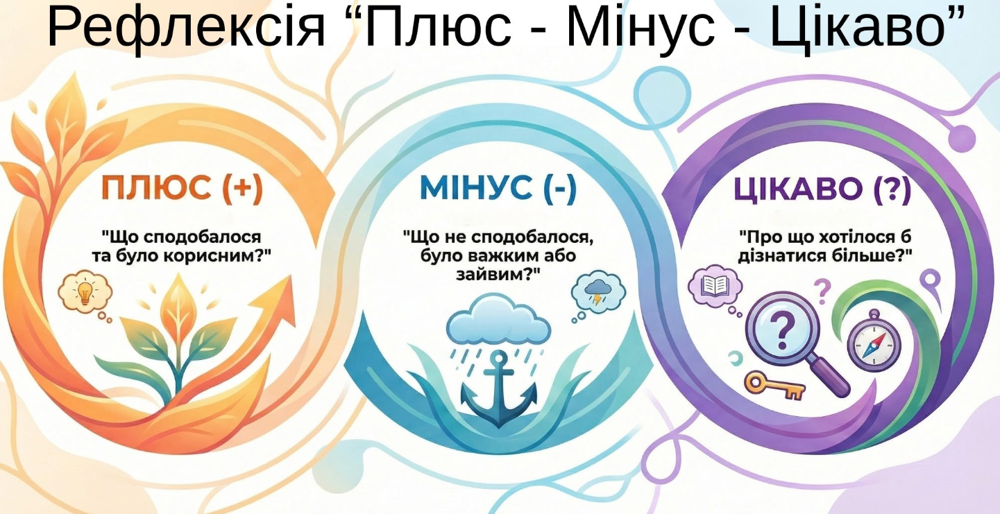 Рефлексія “Плюс - Мінус - Цікаво”
ПЛЮС (+)
"Що сподобалося
та було корисним?"
МІНУС (-)
"Що не сподобалося,
було важким або
зайвим?"
ЦІКАВО (?)
"Про що хотілося б
дізнатися більше?"
?
?